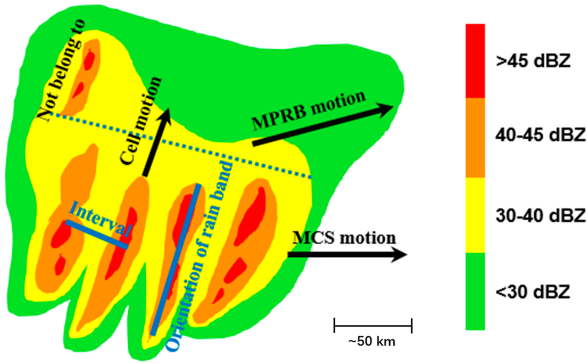 Not belong to
Cell motion
MPRB motion
Interval
Orientation of rain band
MCS motion
~50 km
>45 dBZ
40-45 dBZ
30-40 dBZ
<30 dBZ